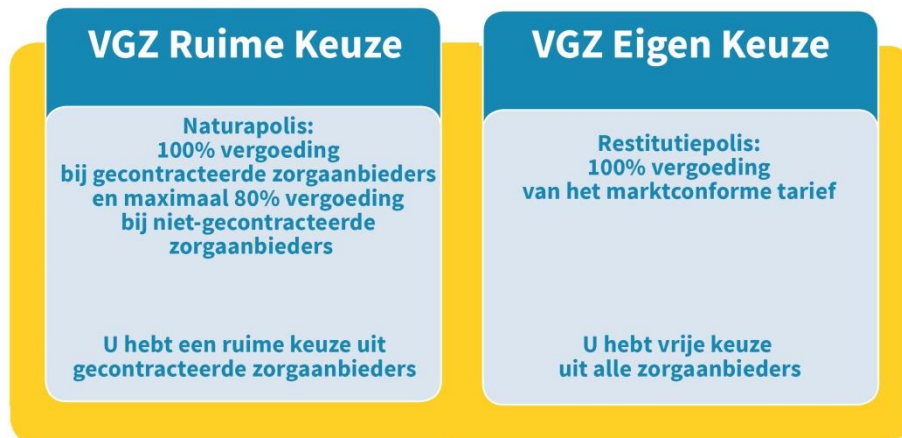 VGZ Ruime Keuze
Naturapolis:
100% vergoeding
bij gecontracteerde zorgaanbieders
en maximaal 80% vergoeding
bij niet-gecontracteerde
zorgaanbieders
U hebt een ruime keuze uit
gecontracteerde zorgaanbieders
VGZ Eigen Keuze
Restitutiepolis:
100% vergoeding
van het marktconforme tarief
U hebt vrije keuze
uit alle zorgaanbieders